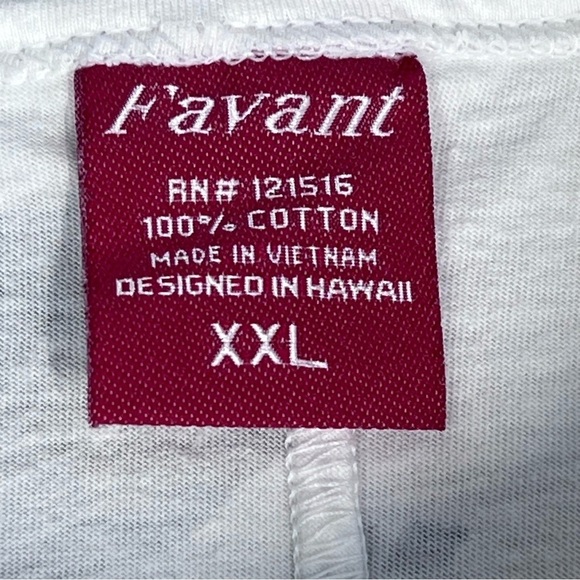 Favant
RN# 121516
100% COTTON
MADE IN VIETNAM
DESIGNED IN HAWAII
XXL